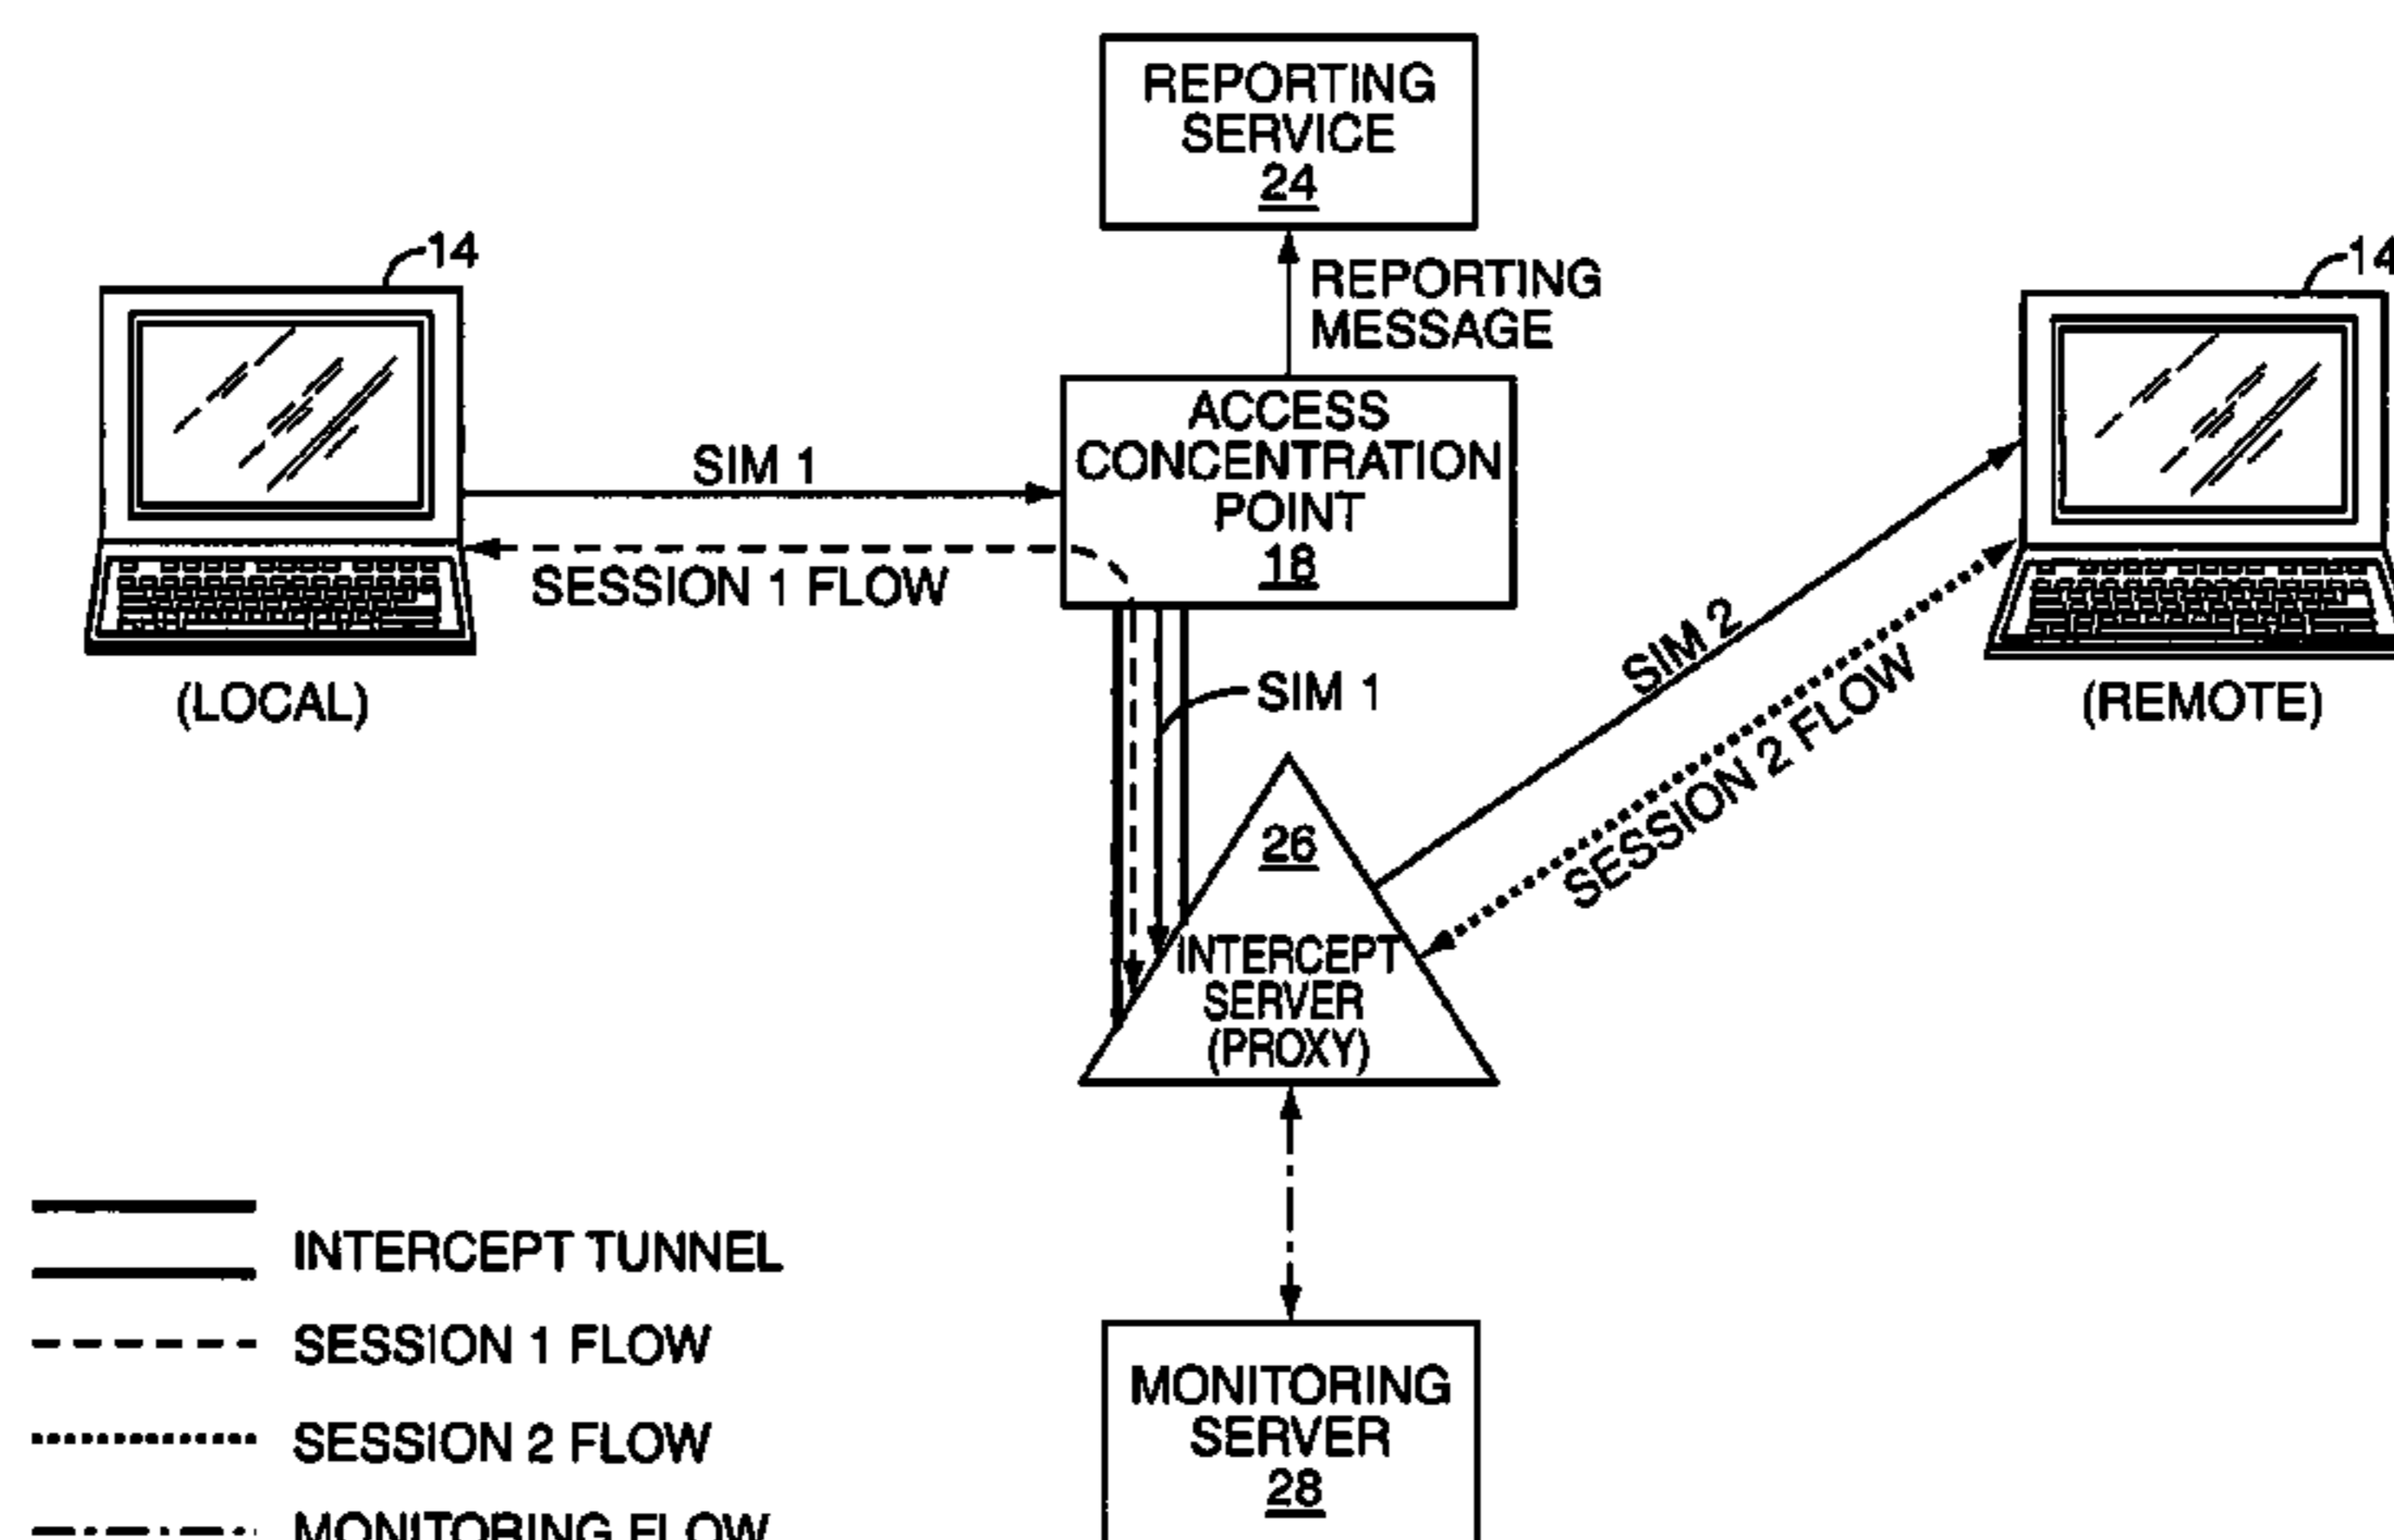 REPORTING
SERVICE
24
14
REPORTING
MESSAGE
14
ACCESS
CONCENTRATION
POINT
18
SIM 1
SESSION 1 FLOW
(LOCAL)
SIM 1
SIM 2
SESSION 2 FLOW
(REMOTE)
26
INTERCEPT
SERVER
(PROXY)
INTERCEPT TUNNEL
SESSION 1 FLOW
SESSION 2 FLOW
MONITORING FLOW
MONITORING
SERVER
28